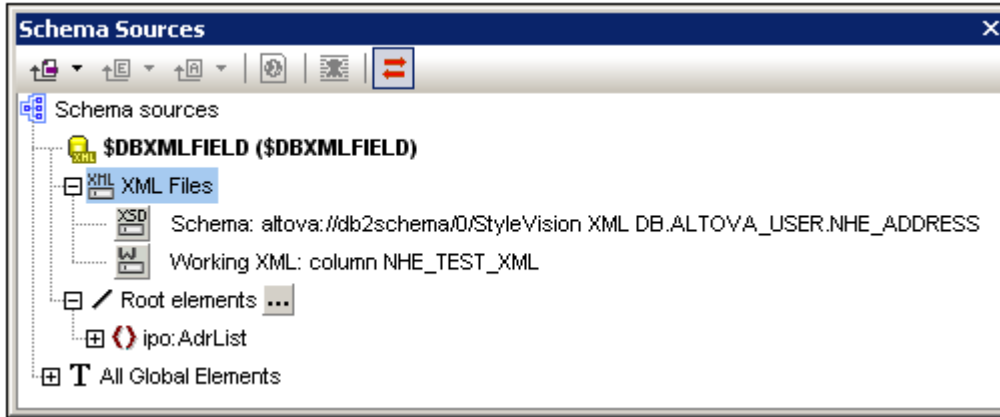 Schema Sources
Schema sources
$DBXMLFIELD ($DBXMLFIELD)
XML Files
Schema: altova://db2schema/0/StyleVision XML DB.ALTOVA_USER.NHE_ADDRESS
Working XML: column NHE_TEST_XML
Root elements ...
ipo:AdrList
All Global Elements